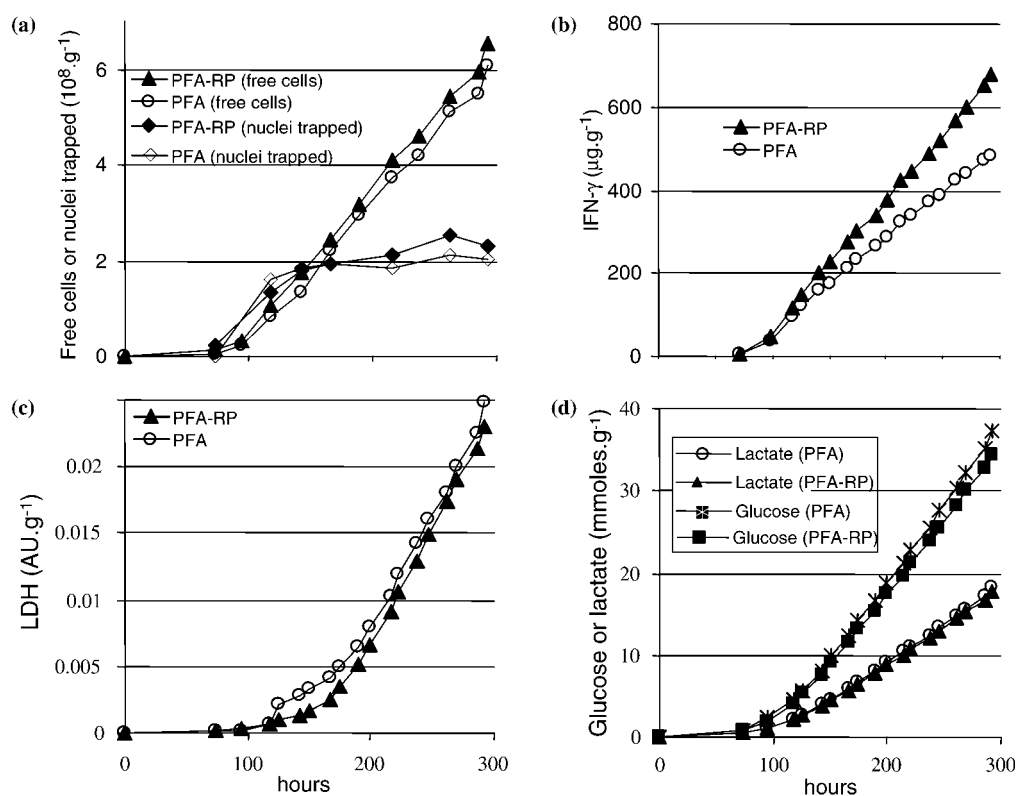 (a)
Free cells or nuclei trapped (10⁸.g⁻¹)
6
4
2
0
PFA-RP (free cells)
PFA (free cells)
PFA-RP (nuclei trapped)
PFA (nuclei trapped)
0
100
200
300
(b)
IFN-γ (μg.g⁻¹)
800
600
400
200
0
PFA-RP
PFA
0
100
200
300
(c)
LDH (AU.g⁻¹)
0.02
0.015
0.01
0.005
0
PFA-RP
PFA
0
100
200
300
hours
(d)
Glucose or lactate (mmoles.g⁻¹)
40
30
20
10
0
Lactate (PFA)
Lactate (PFA-RP)
Glucose (PFA)
Glucose (PFA-RP)
0
100
200
300
hours